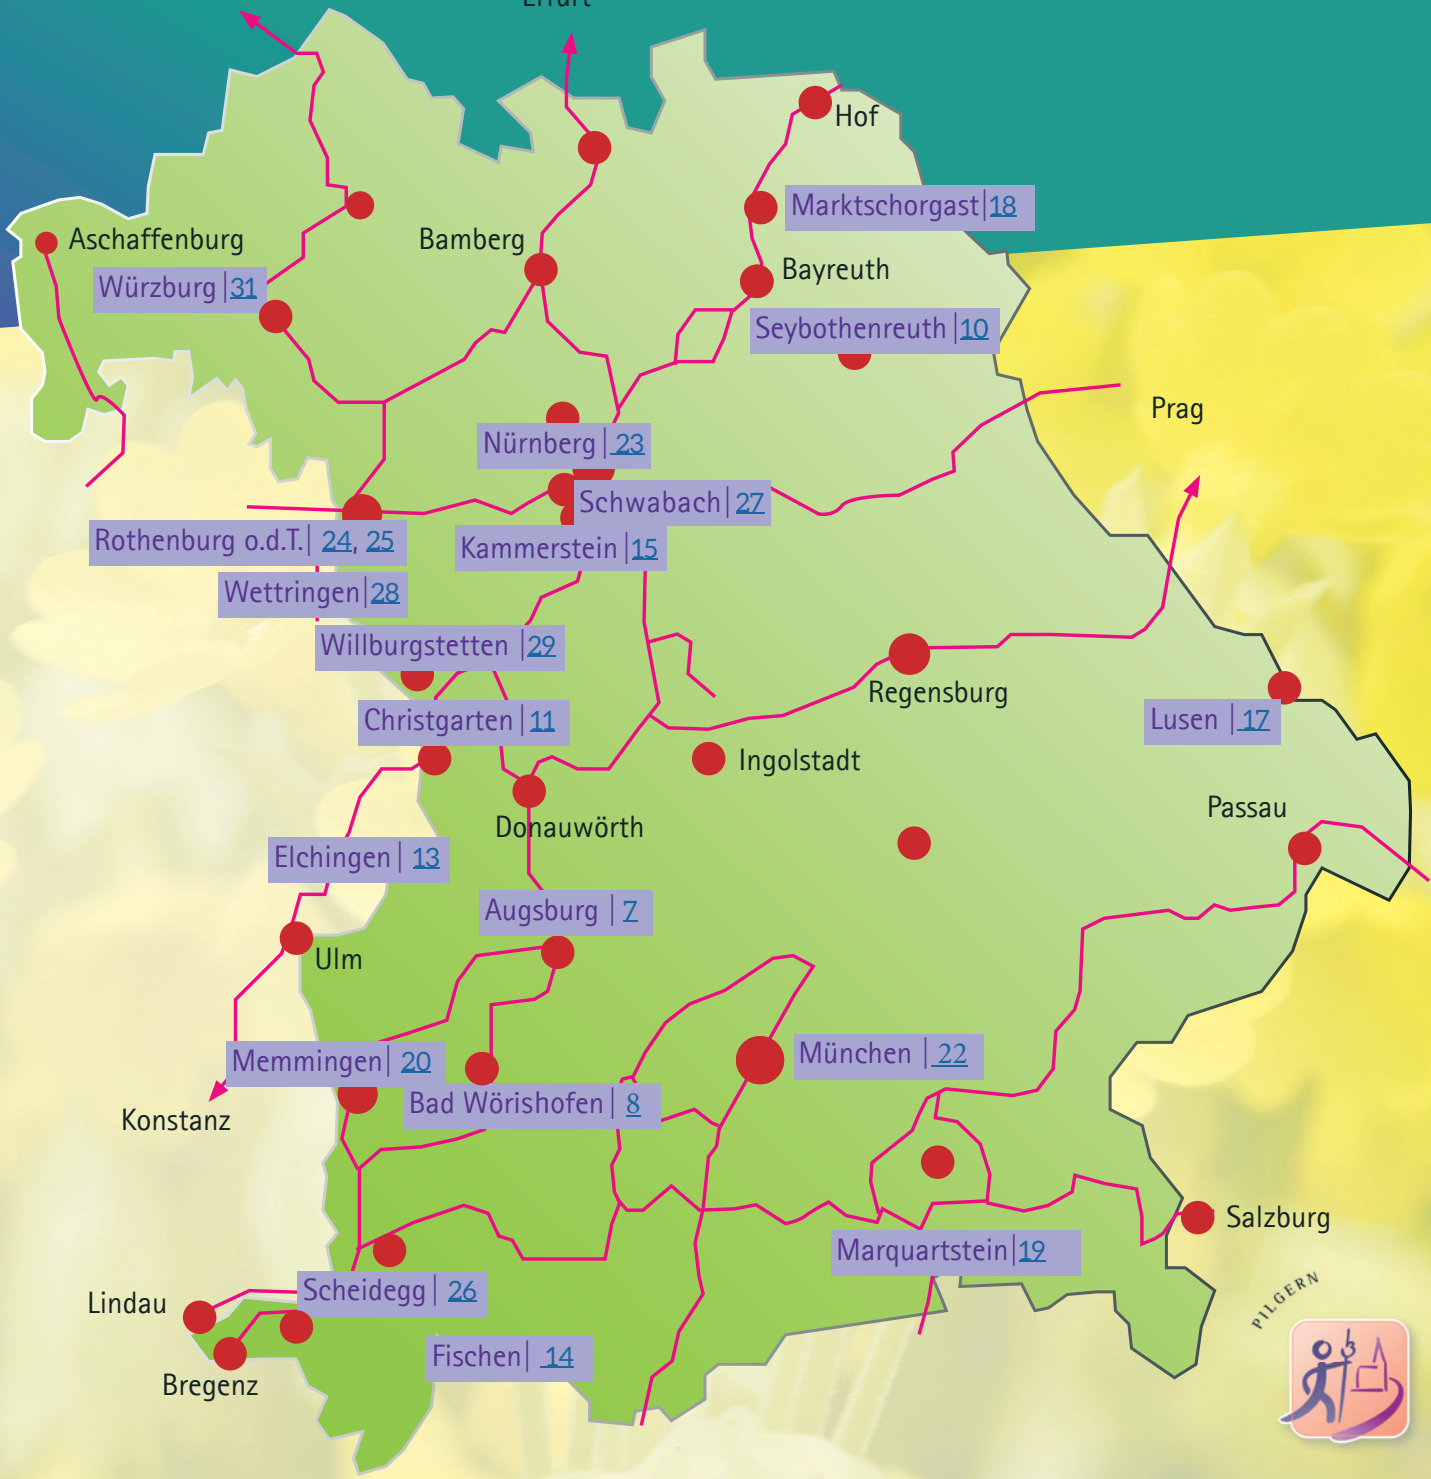 Erfurt
Hof
Marktschorgast|18
Aschaffenburg
Bamberg
Bayreuth
Würzburg|31
Seybothenreuth|10
Prag
Nürnberg| 23
Schwabach|27
Rothenburg o.d.T.| 24, 25
Kammerstein|15
Wettringen|28
Willburgstetten |29
Regensburg
Christgarten|11
Lusen | 17
Ingolstadt
Passau
Donauwörth
Elchingen| 13
Augsburg | 7
Ulm
Memmingen| 20
München | 22
Bad Wörishofen| 8
Konstanz
Salzburg
Marquartstein|19
Scheidegg| 26
Lindau
PILGERN
Fischen| 14
Bregenz